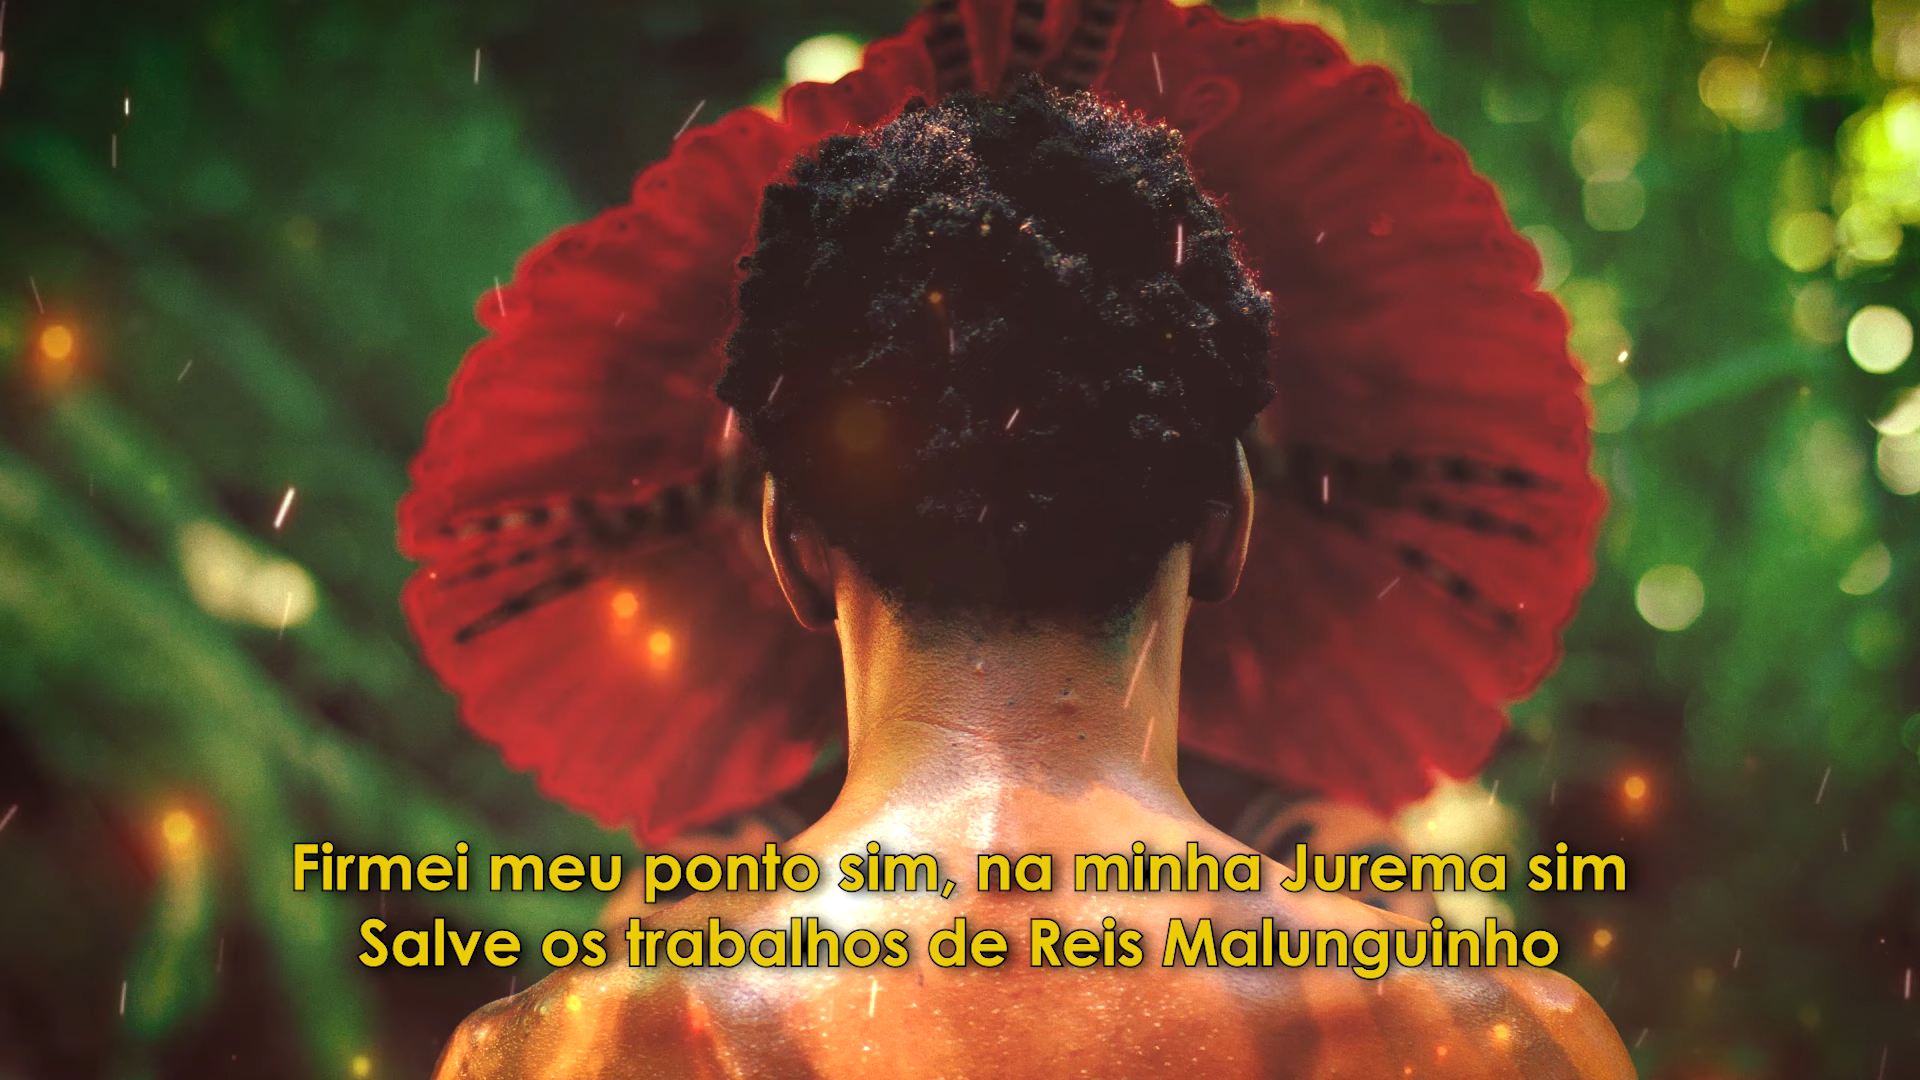 Firmei meu ponto sim, na minha Jurema sim
Salve os trabalhos de Reis Malunguinho